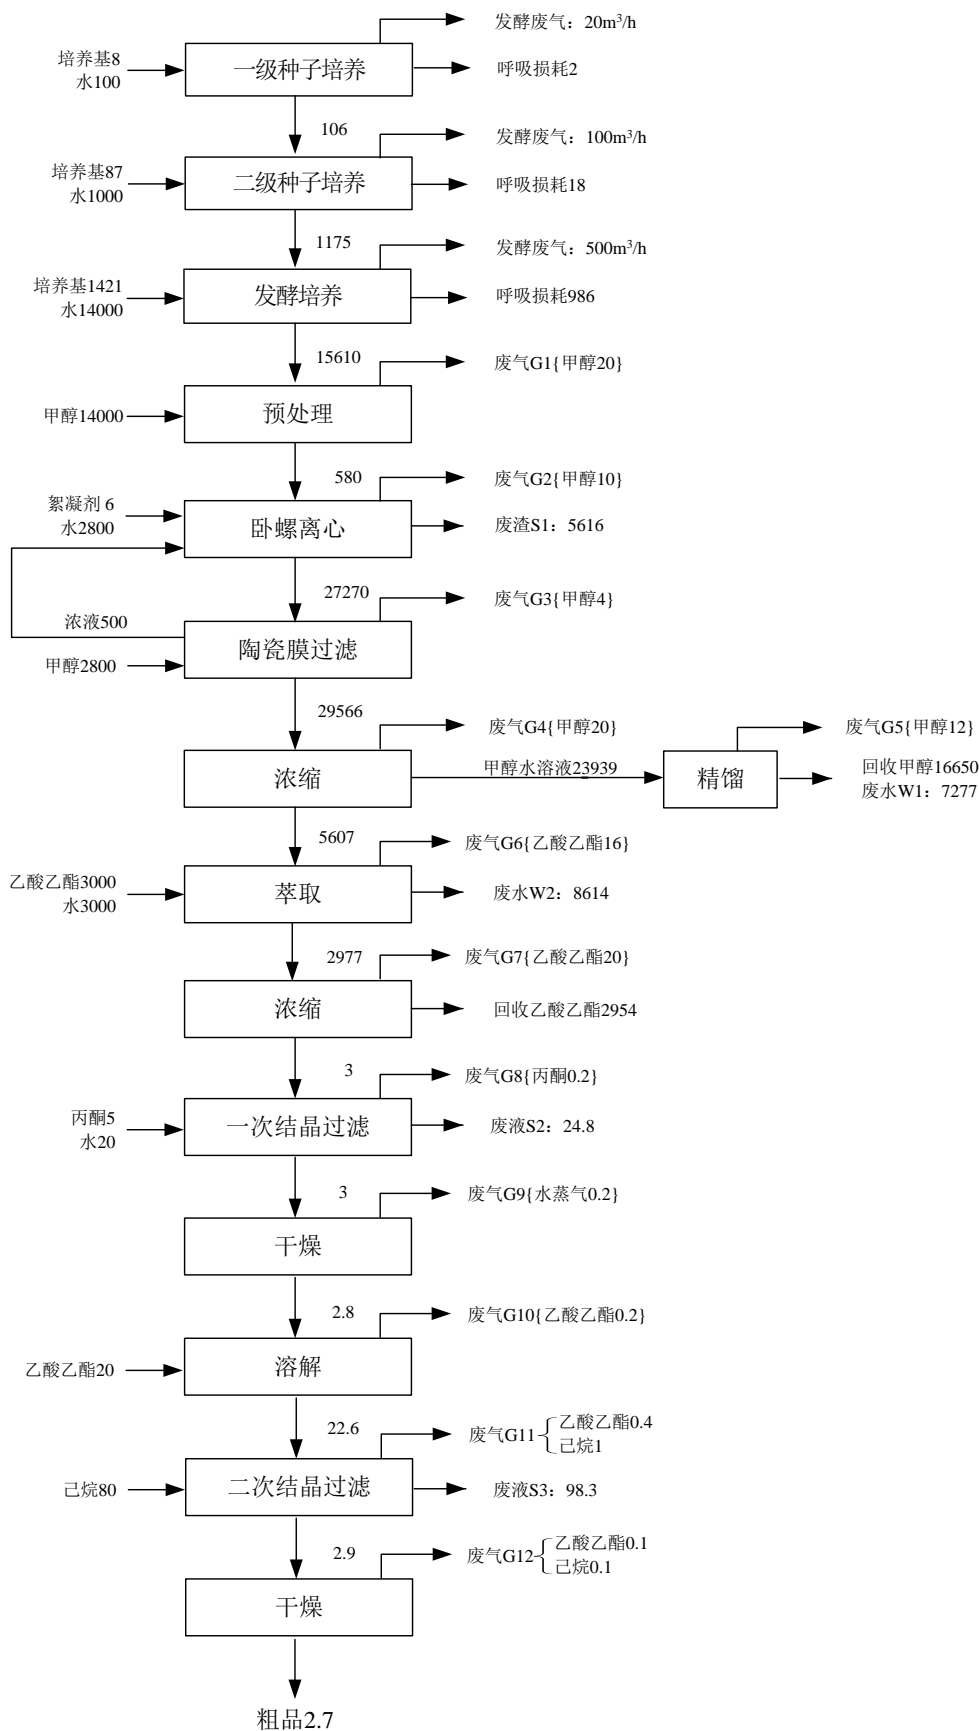 发酵废气：20m³/h
培养基8
水100
一级种子培养
呼吸损耗2
106
发酵废气：100m³/h
培养基87
水1000
二级种子培养
呼吸损耗18
1175
发酵废气：500m³/h
培养基1421
水14000
发酵培养
呼吸损耗986
15610
废气G1{甲醇20}
甲醇14000
预处理
580
废气G2{甲醇10}
絮凝剂 6
水2800
卧螺离心
废渣S1：5616
27270
废气G3{甲醇4}
浓液500
陶瓷膜过滤
甲醇2800
29566
废气G4{甲醇20}
废气G5{甲醇12}
浓缩
甲醇水溶液23939
精馏
回收甲醇16650
废水W1：7277
5607
废气G6{乙酸乙酯16}
乙酸乙酯3000
水3000
萃取
废水W2：8614
2977
废气G7{乙酸乙酯20}
浓缩
回收乙酸乙酯2954
3
废气G8{丙酮0.2}
丙酮5
水20
一次结晶过滤
废液S2：24.8
3
废气G9{水蒸气0.2}
干燥
2.8
废气G10{乙酸乙酯0.2}
乙酸乙酯20
溶解
22.6
废气G11{乙酸乙酯0.4
己烷1
己烷80
二次结晶过滤
废液S3：98.3
2.9
废气G12{乙酸乙酯0.1
己烷0.1
干燥
粗品2.7